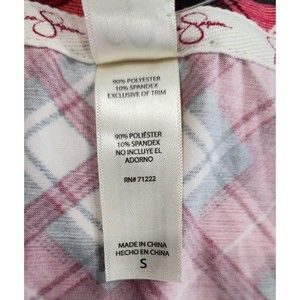 90% POLYESTER
10% SPANDEX
EXCLUSIVE OF TRIM
90% POLIÉSTER
10% SPANDEX
NO INCLUYE EL
ADORNO
RN# 71222
MADE IN CHINA
HECHO EN CHINA
S